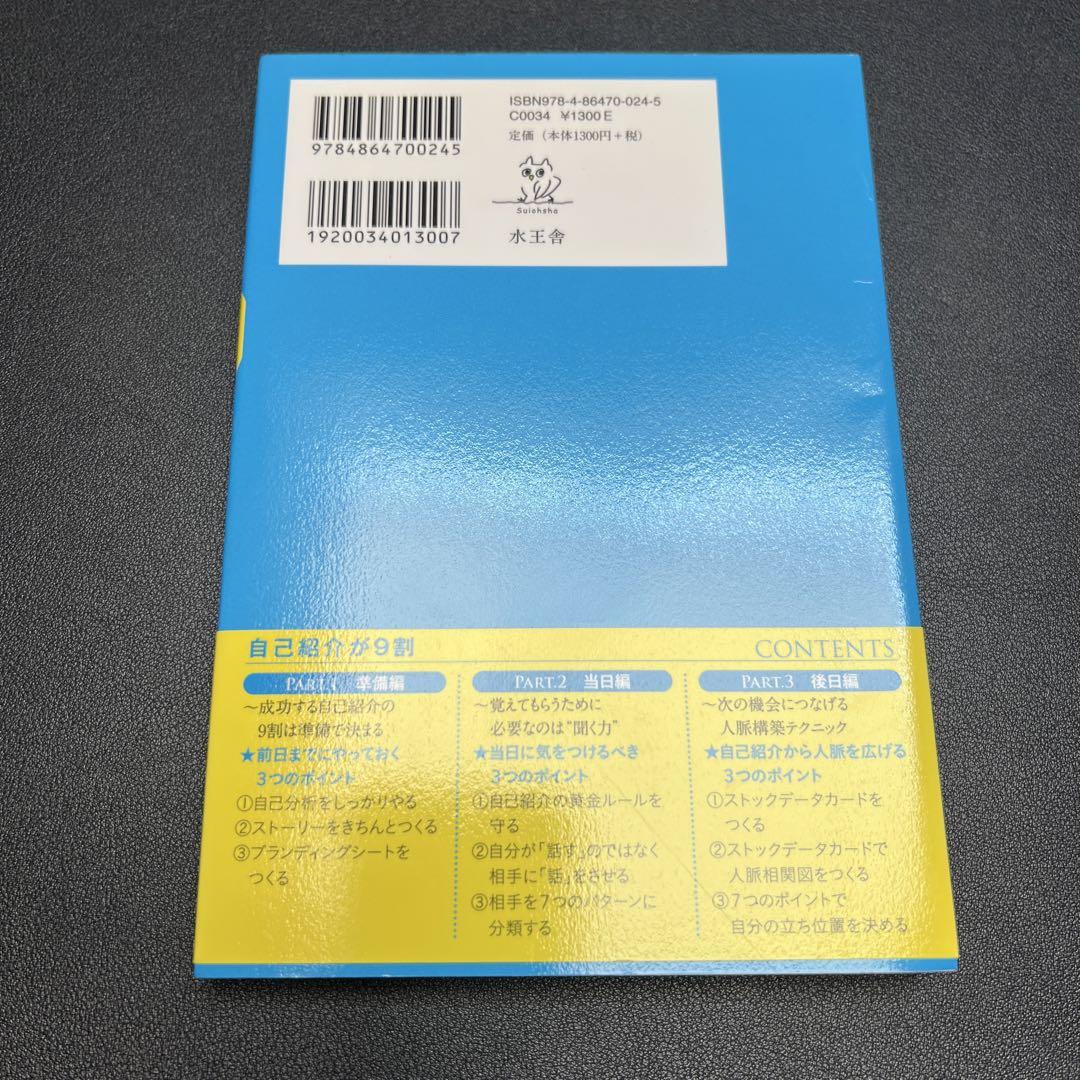 ISBN978-4-86470-024-5
C0034 ¥1300E
定価(本体1300円+税)
9784864700245
Suiohsha
1920034013007
水王舎
自己紹介が9割
CONTENTS
PART.1 準備編
～成功する自己紹介の
9割は準備で決まる
★前日までにやっておく
3つのポイント
①自己分析をしっかりやる
②ストーリーをきちんとつくる
③ブランディングシートを
つくる
PART.2 当日編
～覚えてもらうために
必要なのは“聞く力”
★当日に気をつけるべき
3つのポイント
①自己紹介の黄金ルールを
守る
②自分が「話す」のではなく
相手に「話」をさせる
③相手を7つのパターンに
分類する
PART.3 後日編
～次の機会につなげる
人脈構築テクニック
★自己紹介から人脈を広げる
3つのポイント
①ストックデータカードを
つくる
②ストックデータカードで
人脈相関図をつくる
③7つのポイントで
自分の立ち位置を決める